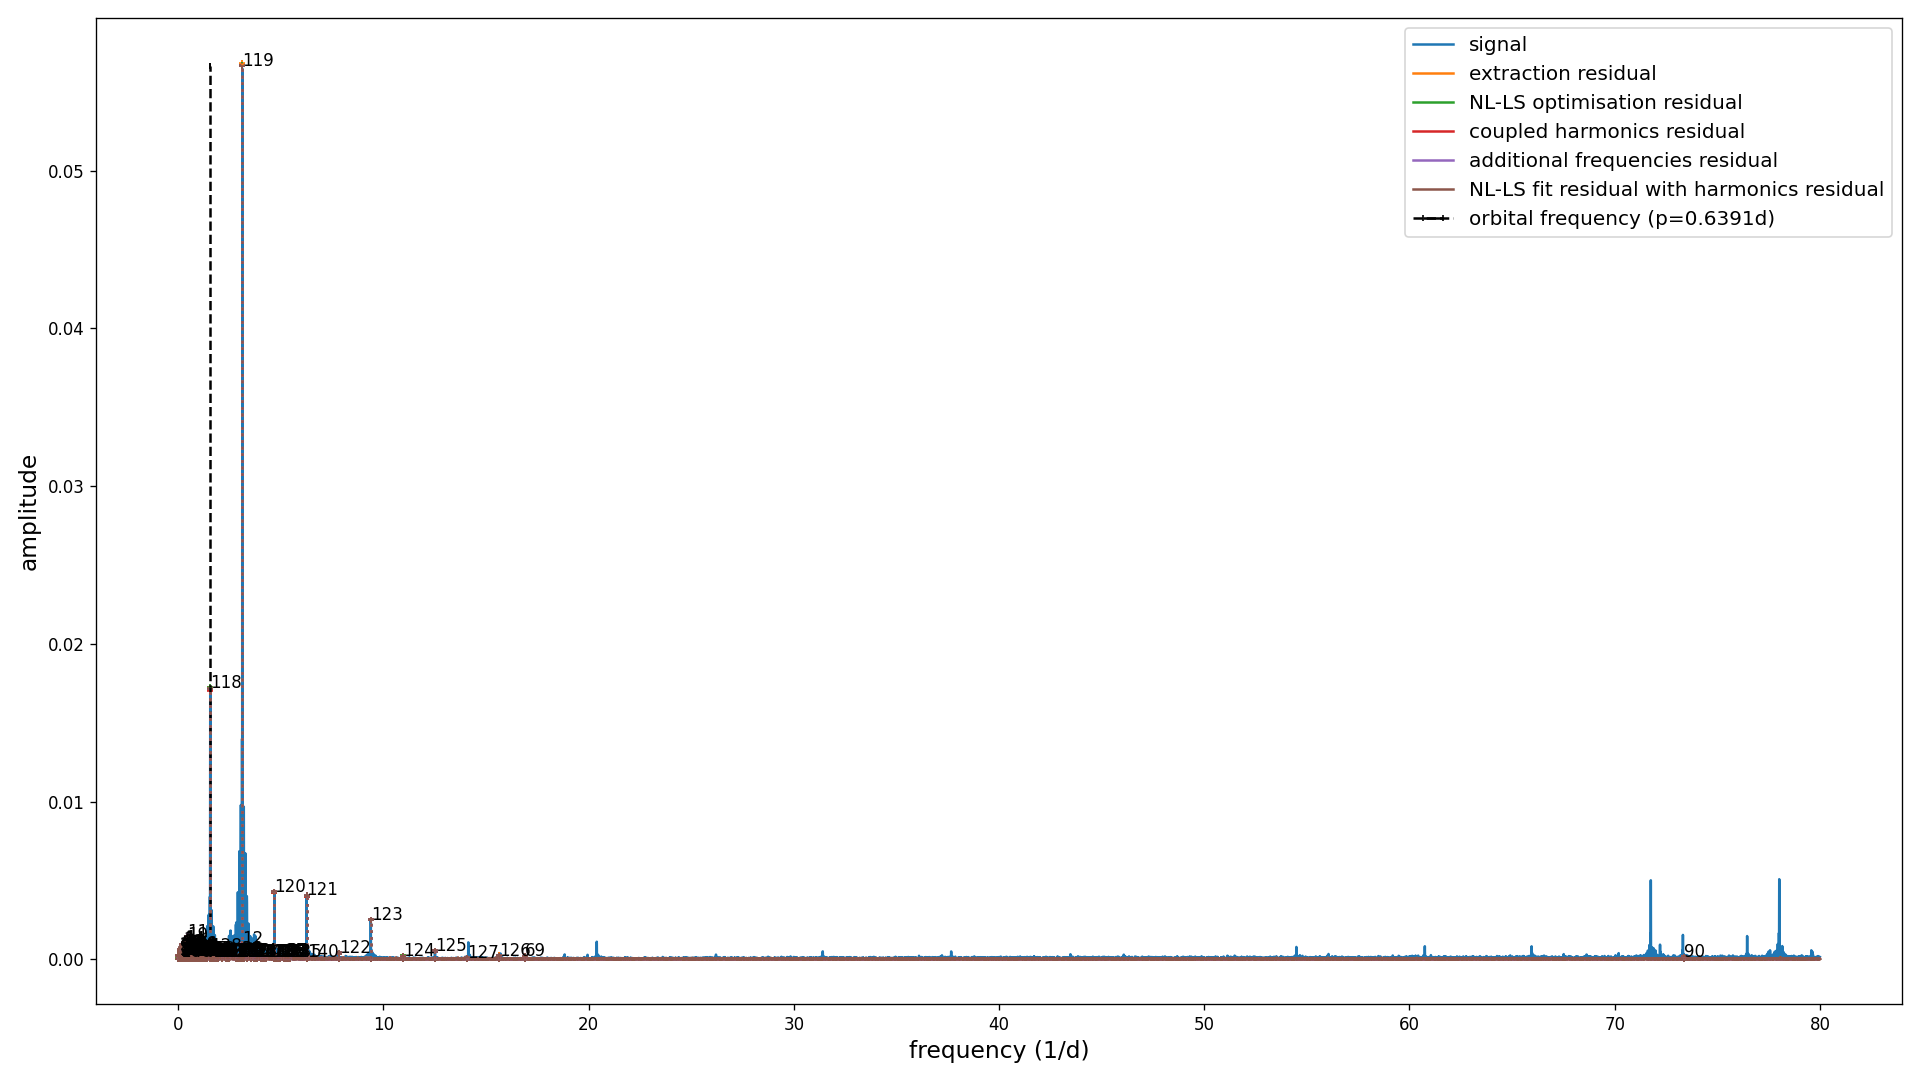 signal
extraction residual
NL-LS optimisation residual
coupled harmonics residual
additional frequencies residual
NL-LS fit residual with harmonics residual
orbital frequency (p=0.6391d)
119
118
120
121
123
12
122
124
125
127
126
69
90
0.05
0.04
0.03
0.02
0.01
0.00
amplitude
0 10 20 30 40 50 60 70 80
frequency (1/d)